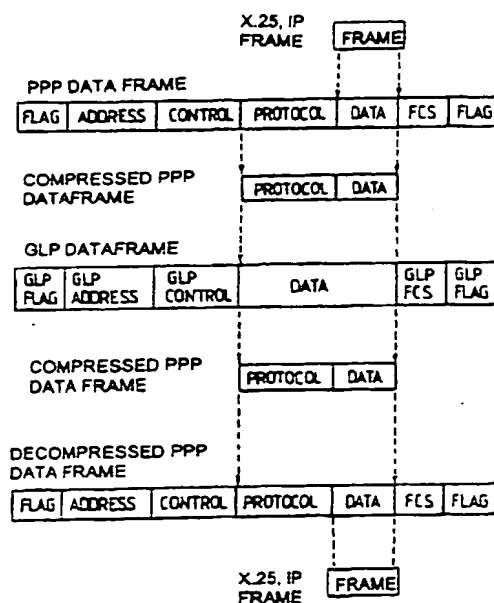 X.25, IP FRAME
FRAME
PPP DATA FRAME
FLAG ADDRESS CONTROL PROTOCOL DATA FCS FLAG
COMPRESSED PPP
DATAFRAME
PROTOCOL DATA
GLP DATAFRAME
GLP FLAG GLP ADDRESS GLP CONTROL DATA GLP FCS GLP FLAG
COMPRESSED PPP
DATA FRAME
PROTOCOL DATA
DECOMPRESSED PPP
DATA FRAME
FLAG ADDRESS CONTROL PROTOCOL DATA FCS FLAG
X.25, IP FRAME
FRAME